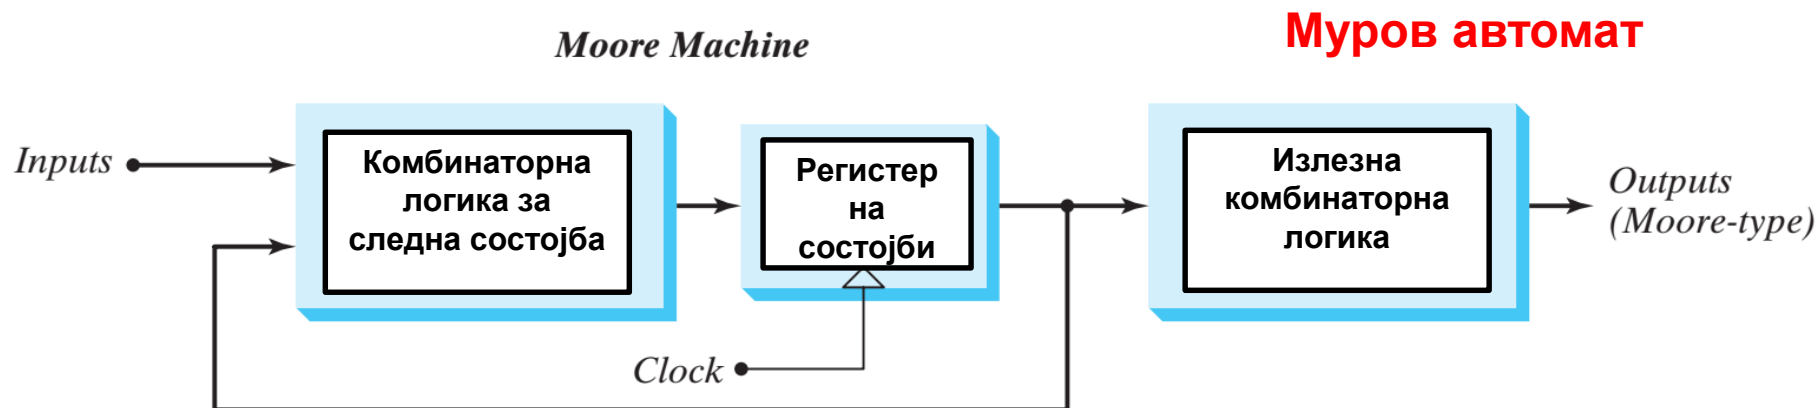 Муров автомат
Moore Machine
Inputs
Комбинаторна
логика за
следна состојба
Регистер
на
состојби
Излезна
комбинаторна
логика
Outputs
(Moore-type)
Clock